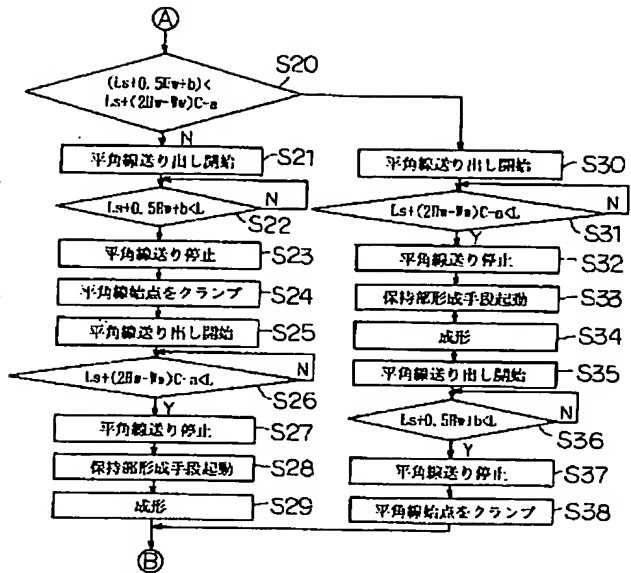 A
(Ls+0.5Hw+b)<
Ls+(2Hw-Ww)C-a
S20
N
平角線送り出し開始
S21
Ls+0.5Hw+b<L
N
S22
平角線送り停止
S23
平角線始点をクランプ
S24
平角線送り出し開始
S25
Ls+(2Hw-Ww)C-a<L
N
S26
Y
平角線送り停止
S27
保持部形成手段起動
S28
成形
S29
B
平角線送り出し開始
S30
Ls+(2Hw-Ww)C-a<L
N
S31
Y
平角線送り停止
S32
保持部形成手段起動
S33
成形
S34
平角線送り出し開始
S35
Ls+0.5Hw+b<L
N
S36
Y
平角線送り停止
S37
平角線始点をクランプ
S38